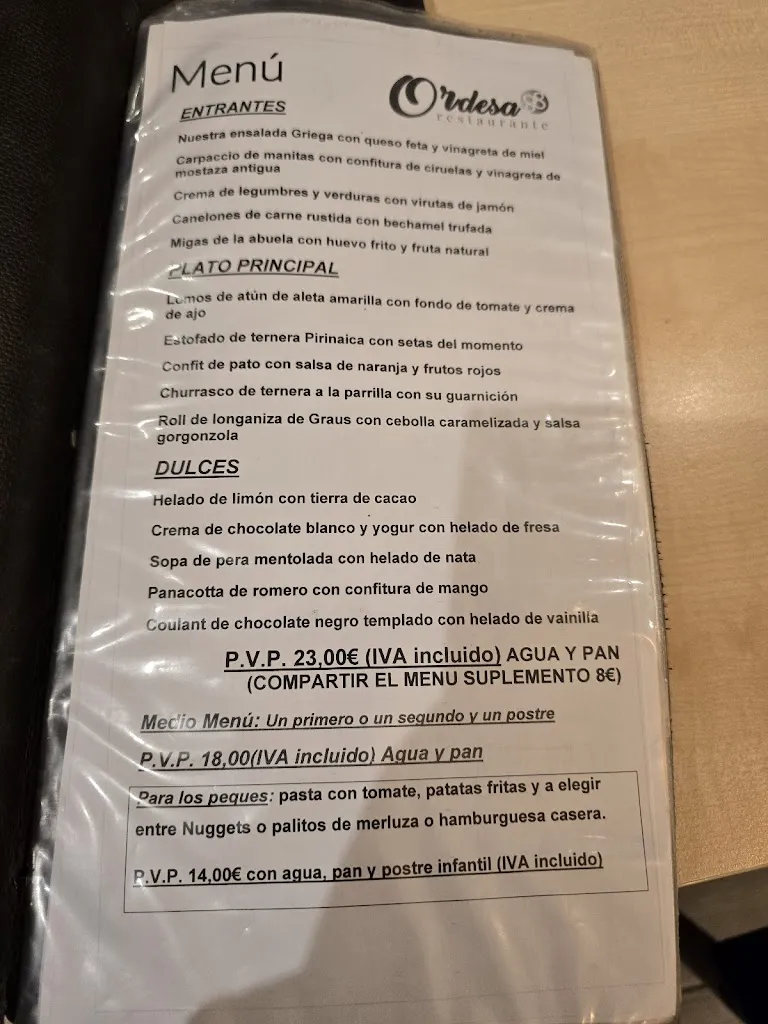 Menú
Ordesa
restaurante
ENTRANTES
Nuestra ensalada Griega con queso feta y vinagreta de miel
Carpaccio de manitas con confitura de ciruelas y vinagreta de
mostaza antigua
Crema de legumbres y verduras con virutas de jamón
Canelones de carne rustida con bechamel trufada
Migas de la abuela con huevo frito y fruta natural
PLATO PRINCIPAL
Lomos de atún de aleta amarilla con fondo de tomate y crema
de ajo
Estofado de ternera Pirinaica con setas del momento
Confit de pato con salsa de naranja y frutos rojos
Churrasco de ternera a la parrilla con su guarnición
Roll de longaniza de Graus con cebolla caramelizada y salsa
gorgonzola
DULCES
Helado de limón con tierra de cacao
Crema de chocolate blanco y yogur con helado de fresa
Sopa de pera mentolada con helado de nata
Panacotta de romero con confitura de mango
Coulant de chocolate negro templado con helado de vainilla
P.V.P. 23,00€ (IVA incluido) AGUA Y PAN
(COMPARTIR EL MENU SUPLEMENTO 8€)
Medio Menú: Un primero o un segundo y un postre
P.V.P. 18,00(IVA incluido) Agua y pan
Para los peques: pasta con tomate, patatas fritas y a elegir
entre Nuggets o palitos de merluza o hamburguesa casera.
P.V.P. 14,00€ con agua, pan y postre infantil (IVA incluido)